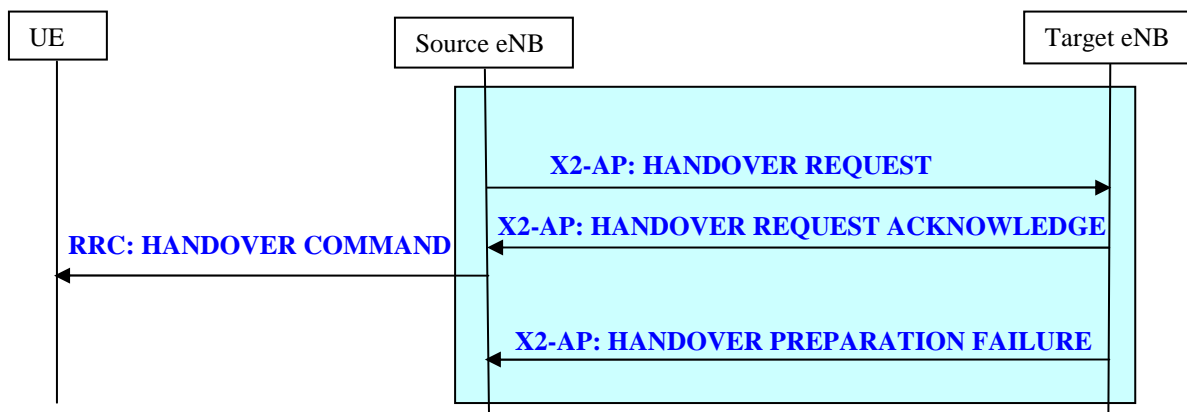 UE
Source eNB
Target eNB
X2-AP: HANDOVER REQUEST
X2-AP: HANDOVER REQUEST ACKNOWLEDGE
RRC: HANDOVER COMMAND
X2-AP: HANDOVER PREPARATION FAILURE